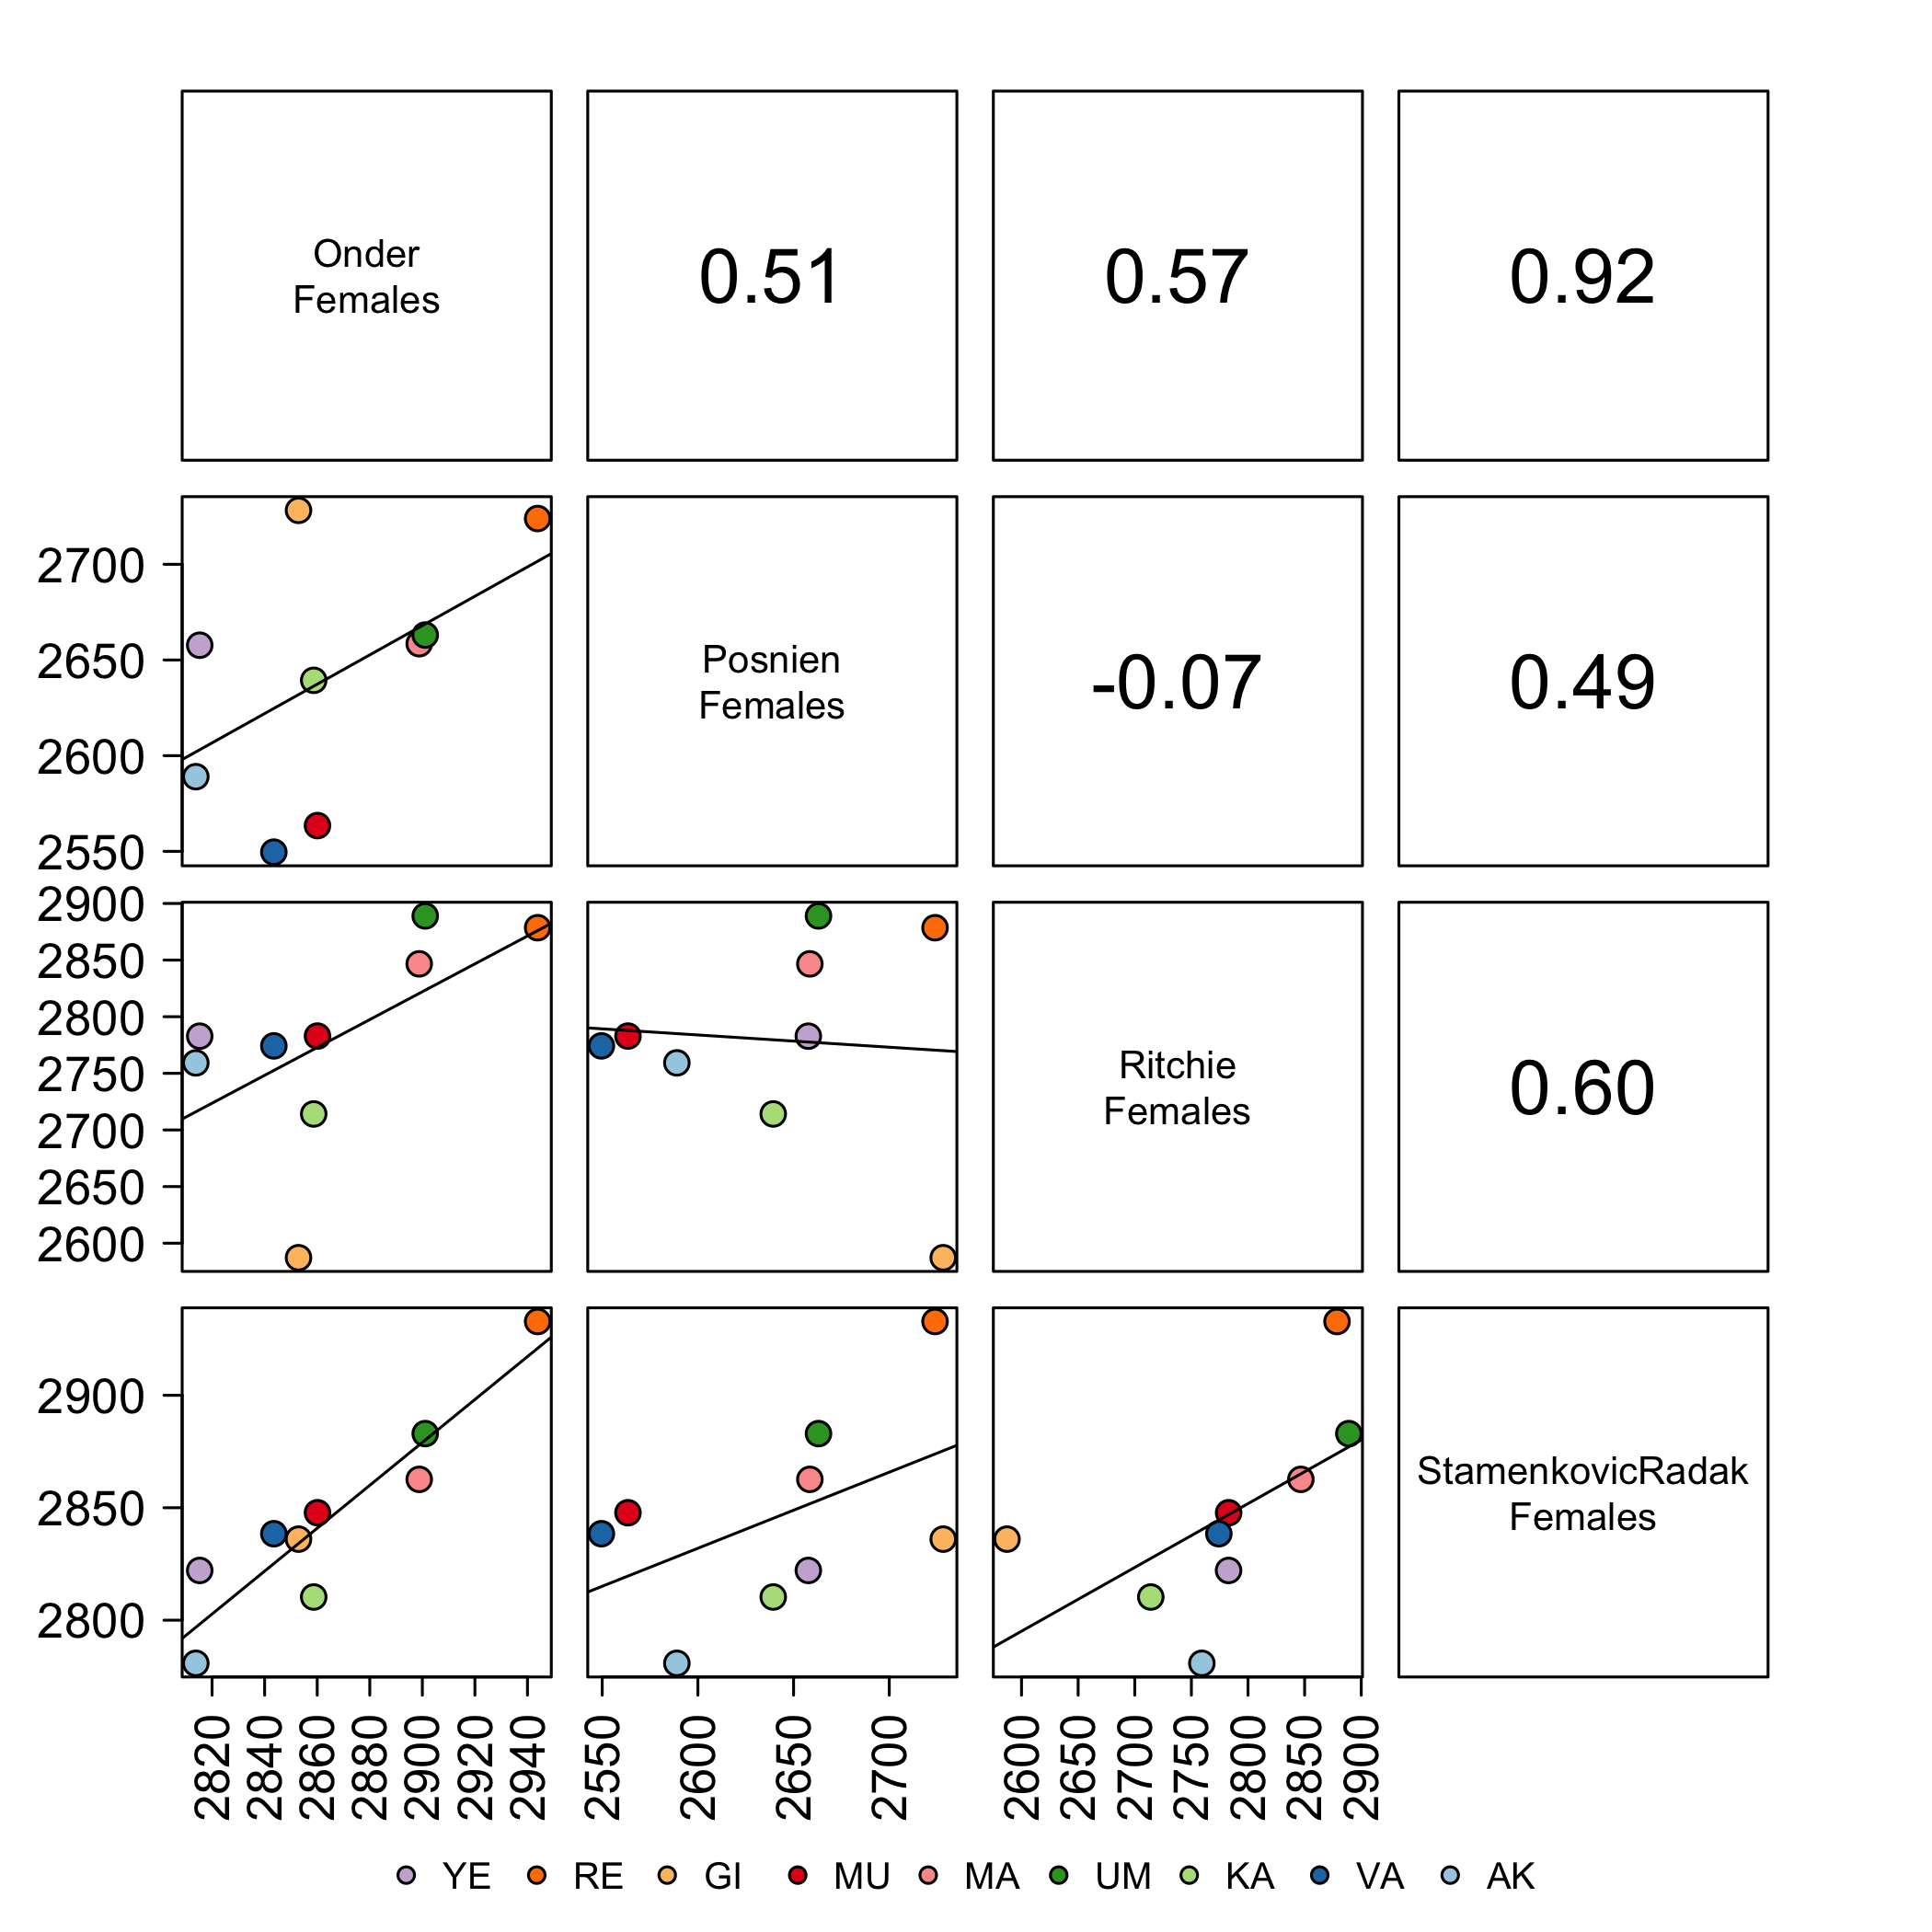 Onder
Females
0.51
0.57
0.92
2700
2650
2600
2550
Posnien
Females
-0.07
0.49
2900
2850
2800
2750
2700
2650
2600
Ritchie
Females
0.60
2900
2850
2800
StamenkovicRadak
Females
2820 2840 2860 2880 2900 2920 2940
2550 2600 2650 2700
2600 2650 2700 2750 2800 2850 2900
YE RE GI MU MA UM KA VA AK